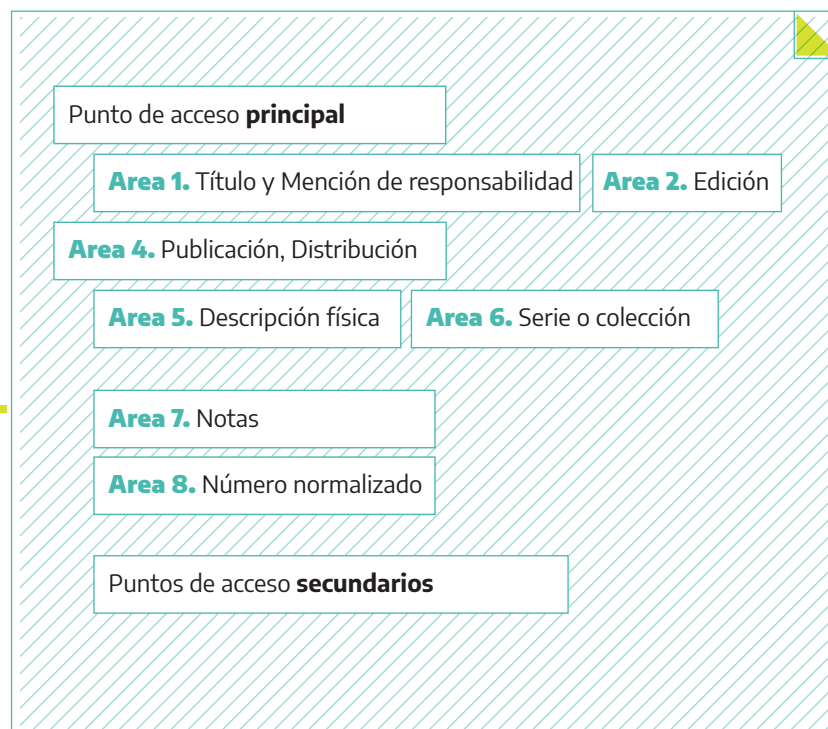 Punto de acceso principal
Area 1. Título y Mención de responsabilidad
Area 2. Edición
Area 4. Publicación, Distribución
Area 5. Descripción física
Area 6. Serie o colección
Area 7. Notas
Area 8. Número normalizado
Puntos de acceso secundarios